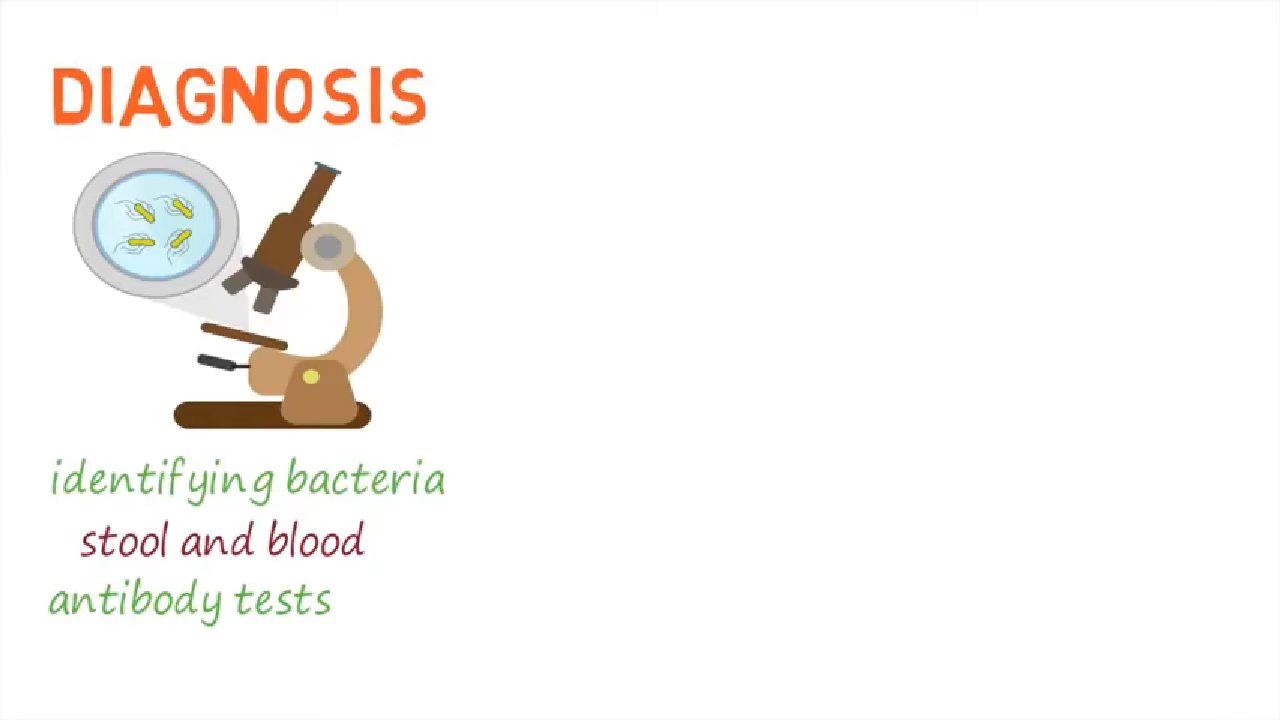 DIAGNOSIS
identifying bacteria
stool and blood
antibody tests